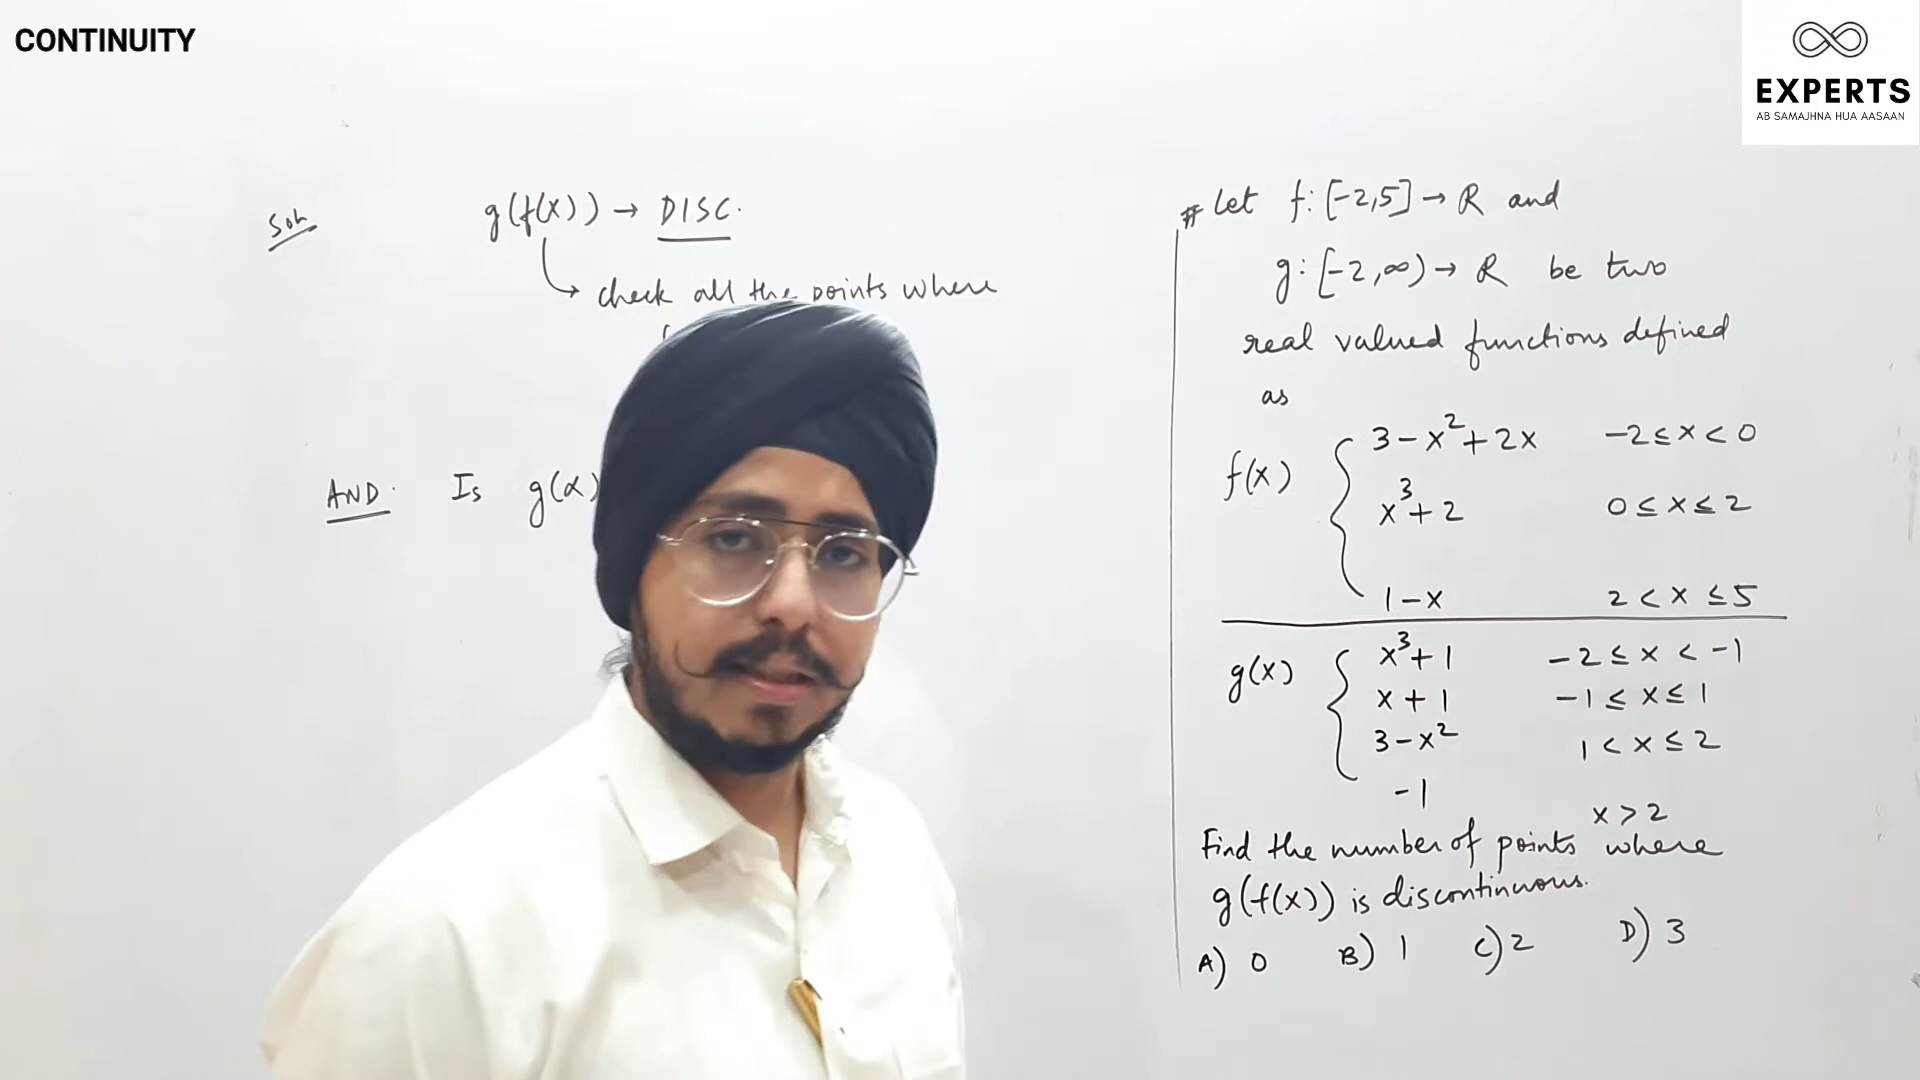 CONTINUITY
EXPERTS
AB SAMAJHNA HUA AASAAN
Soln
g(f(x)) → DISC.
check all the points where
AND. Is g(α)
# Let f: [-2,5] → R and
g: [-2,∞) → R be two
real valued functions defined
as
f(x) { 3-x²+2x -2≤x<0
x³+2 0≤x≤2
1-x 2<x≤5
g(x) { x³+1 -2≤x<-1
x+1 -1≤x≤1
3-x² 1<x≤2
-1 x>2
Find the number of points where
g(f(x)) is discontinuous.
A) 0 B) 1 C) 2 D) 3